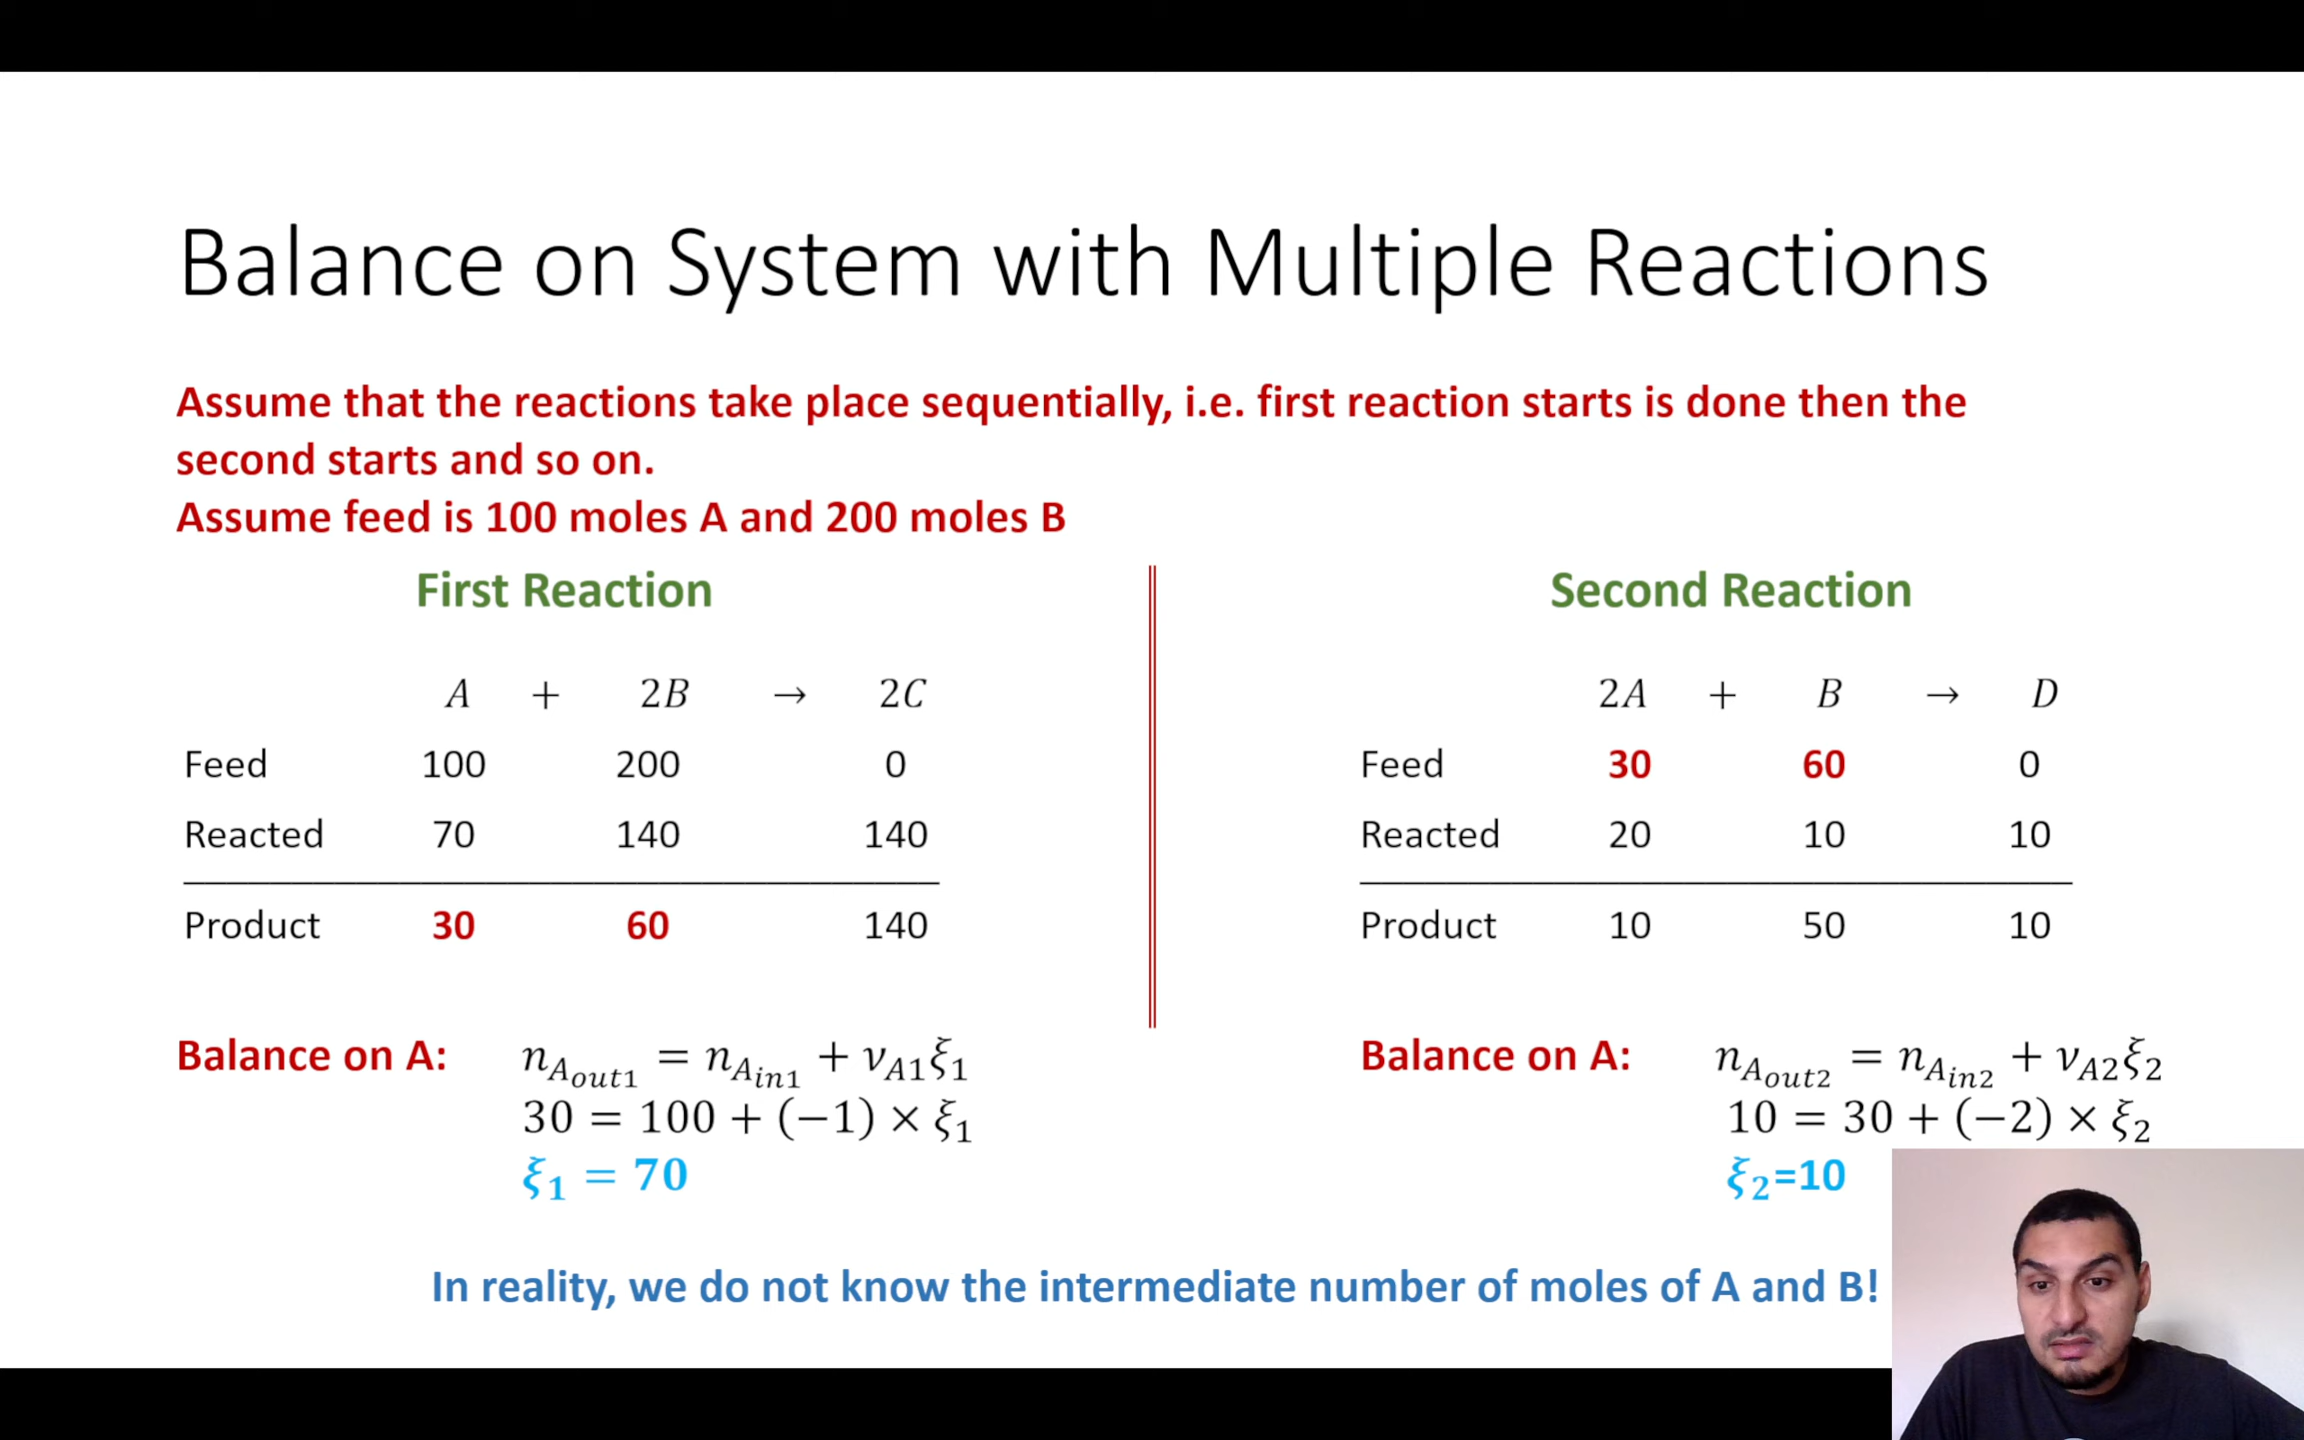 Balance on System with Multiple Reactions
Assume that the reactions take place sequentially, i.e. first reaction starts is done then the
second starts and so on.
Assume feed is 100 moles A and 200 moles B
First Reaction
A + 2B → 2C
Feed 100 200 0
Reacted 70 140 140
Product 30 60 140
Balance on A: n_{A_{out1}} = n_{A_{in1}} + ν_{A1}ξ_1
30 = 100 + (−1) × ξ_1
ξ_1 = 70
Second Reaction
2A + B → D
Feed 30 60 0
Reacted 20 10 10
Product 10 50 10
Balance on A: n_{A_{out2}} = n_{A_{in2}} + ν_{A2}ξ_2
10 = 30 + (−2) × ξ_2
ξ_2=10
In reality, we do not know the intermediate number of moles of A and B!